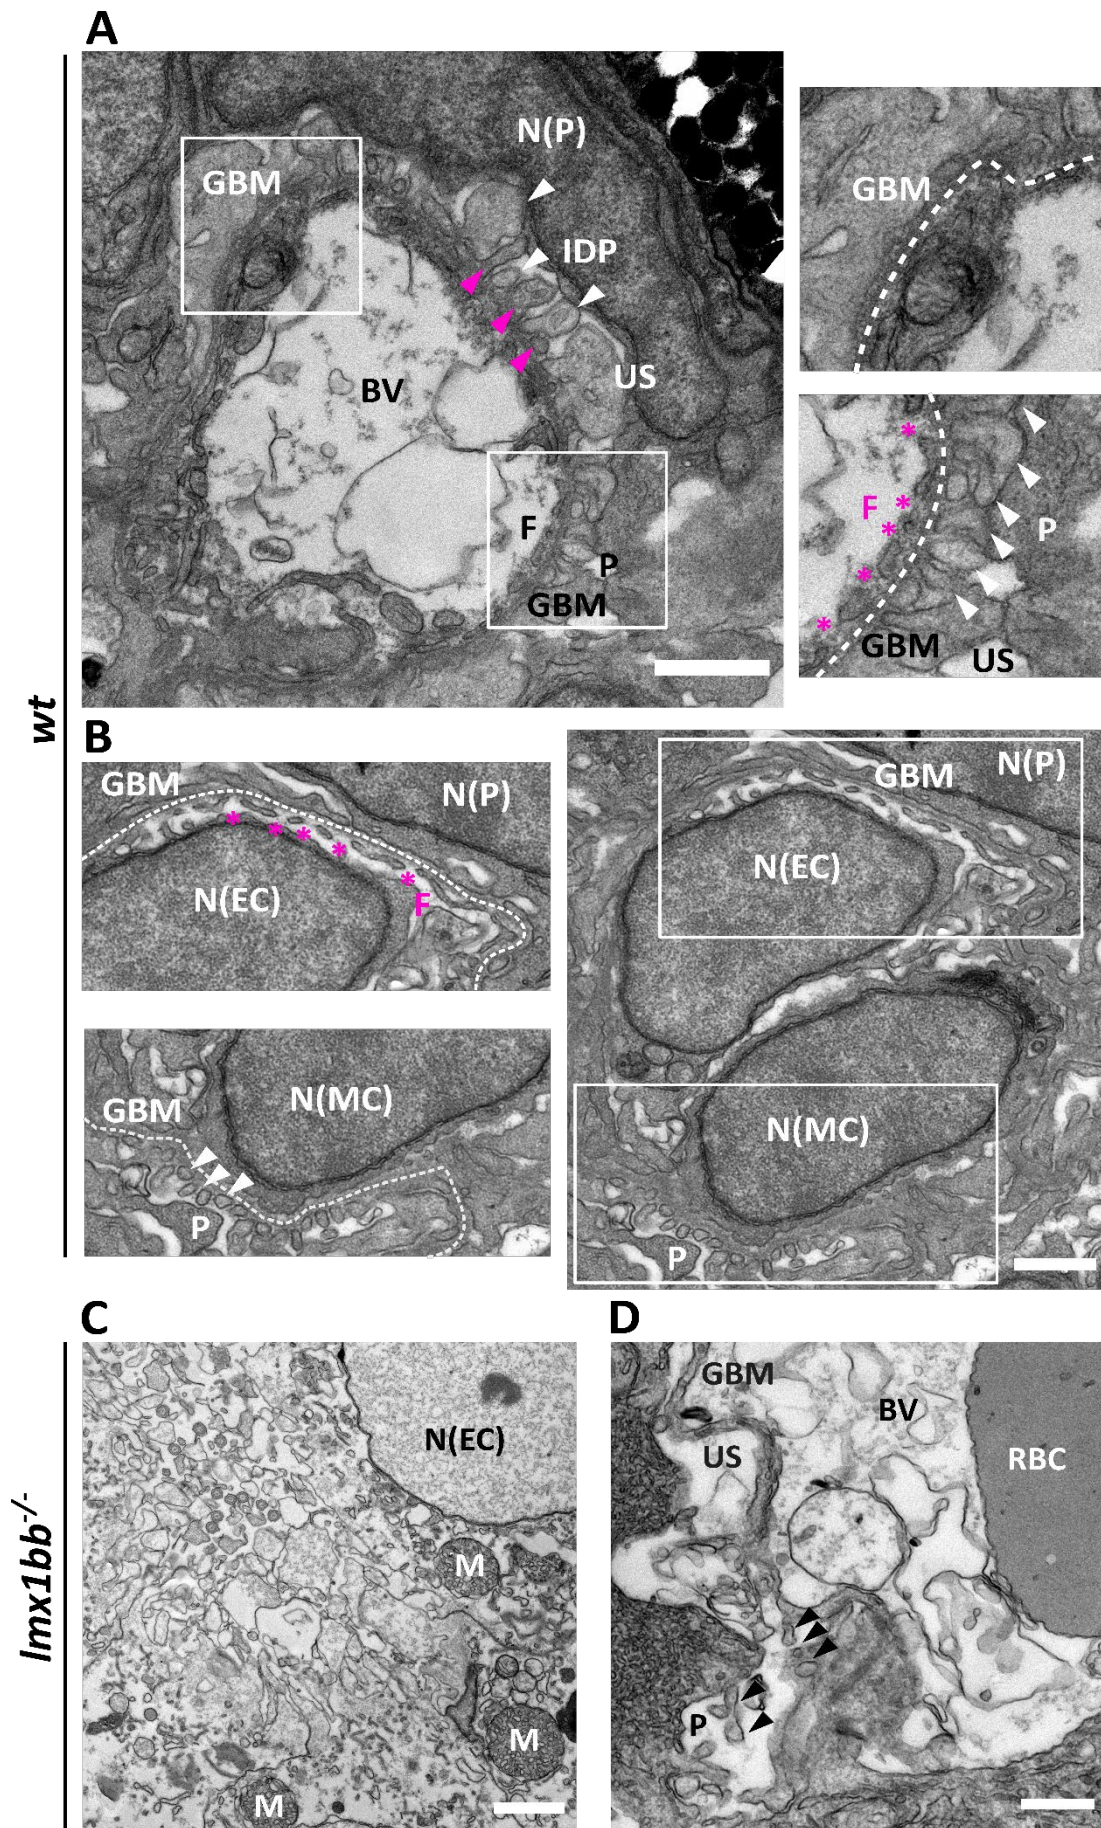 A
wt
GBM
N(P)
IDP
BV
US
F
P
GBM
GBM
* * * * *
F
P
GBM
US
B
GBM
N(P)
* * * * *
N(EC)
F
GBM
N(MC)
P
GBM
N(P)
N(EC)
N(MC)
P
lmx1bb-/-
C
N(EC)
M
M
M
D
GBM
BV
US
RBC
P